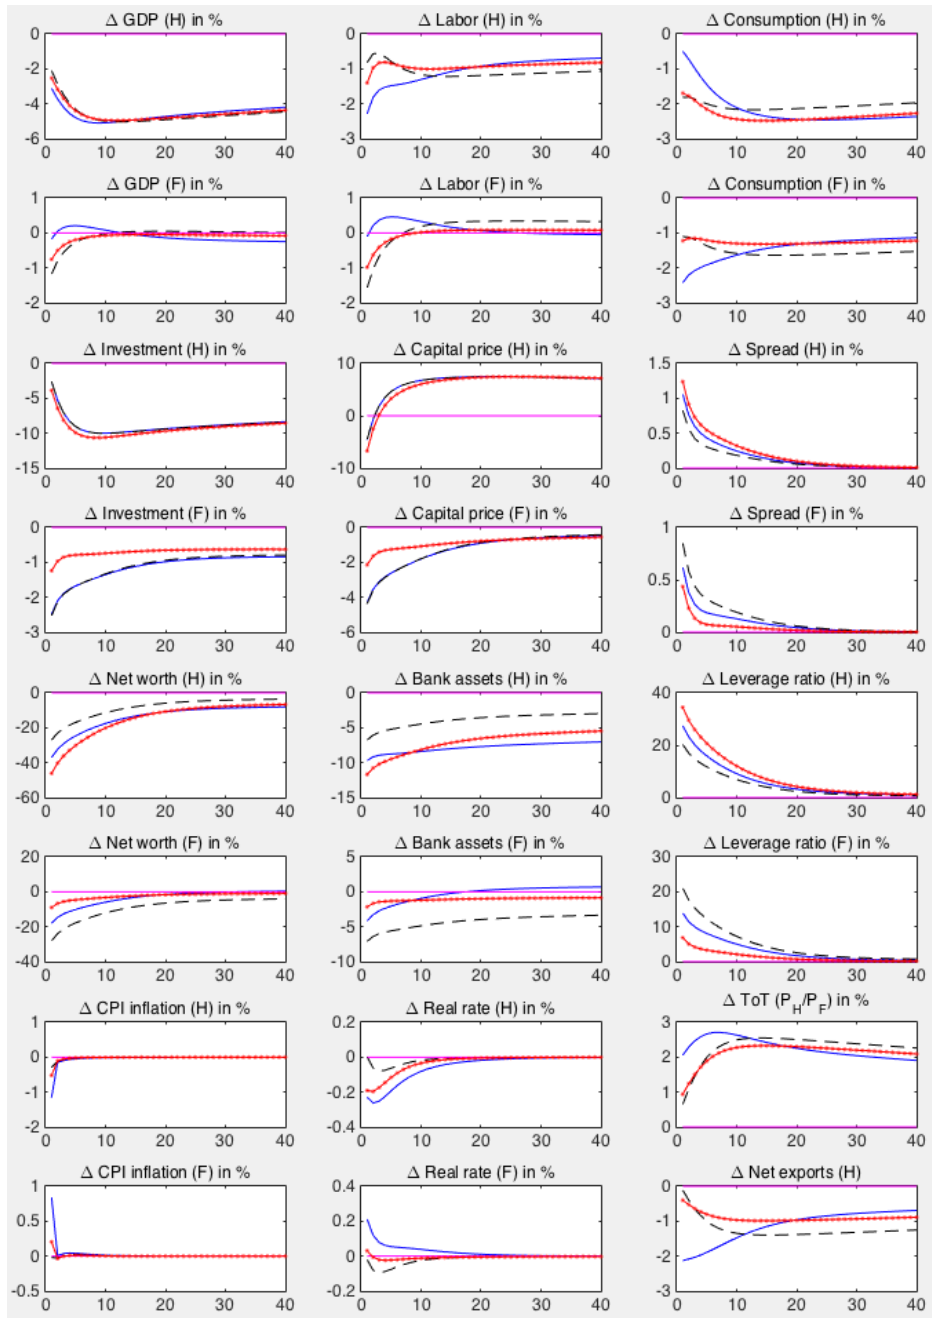 Δ GDP (H) in %
0
-2
-4
-6
0 10 20 30 40
Δ Labor (H) in %
0
-1
-2
-3
0 10 20 30 40
Δ Consumption (H) in %
0
-1
-2
-3
0 10 20 30 40
Δ GDP (F) in %
1
0
-1
-2
0 10 20 30 40
Δ Labor (F) in %
1
0
-1
-2
0 10 20 30 40
Δ Consumption (F) in %
0
-1
-2
-3
0 10 20 30 40
Δ Investment (H) in %
0
-5
-10
-15
0 10 20 30 40
Δ Capital price (H) in %
10
0
-10
0 10 20 30 40
Δ Spread (H) in %
1.5
1
0.5
0
0 10 20 30 40
Δ Investment (F) in %
0
-1
-2
-3
0 10 20 30 40
Δ Capital price (F) in %
0
-2
-4
-6
0 10 20 30 40
Δ Spread (F) in %
1
0.5
0
0 10 20 30 40
Δ Net worth (H) in %
0
-20
-40
-60
0 10 20 30 40
Δ Bank assets (H) in %
0
-5
-10
-15
0 10 20 30 40
Δ Leverage ratio (H) in %
40
20
0
0 10 20 30 40
Δ Net worth (F) in %
20
0
-20
-40
0 10 20 30 40
Δ Bank assets (F) in %
5
0
-5
-10
0 10 20 30 40
Δ Leverage ratio (F) in %
30
20
10
0
0 10 20 30 40
Δ CPI inflation (H) in %
1
0
-1
-2
0 10 20 30 40
Δ Real rate (H) in %
0.2
0
-0.2
-0.4
0 10 20 30 40
Δ ToT (P_H/P_F) in %
3
2
1
0
0 10 20 30 40
Δ CPI inflation (F) in %
1
0.5
0
-0.5
0 10 20 30 40
Δ Real rate (F) in %
0.4
0.2
0
-0.2
0 10 20 30 40
Δ Net exports (H)
0
-1
-2
-3
0 10 20 30 40